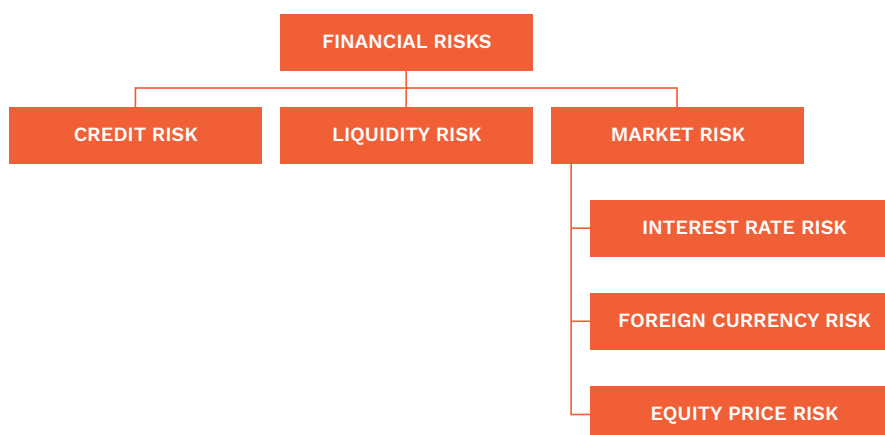 FINANCIAL RISKS
CREDIT RISK
LIQUIDITY RISK
MARKET RISK
INTEREST RATE RISK
FOREIGN CURRENCY RISK
EQUITY PRICE RISK